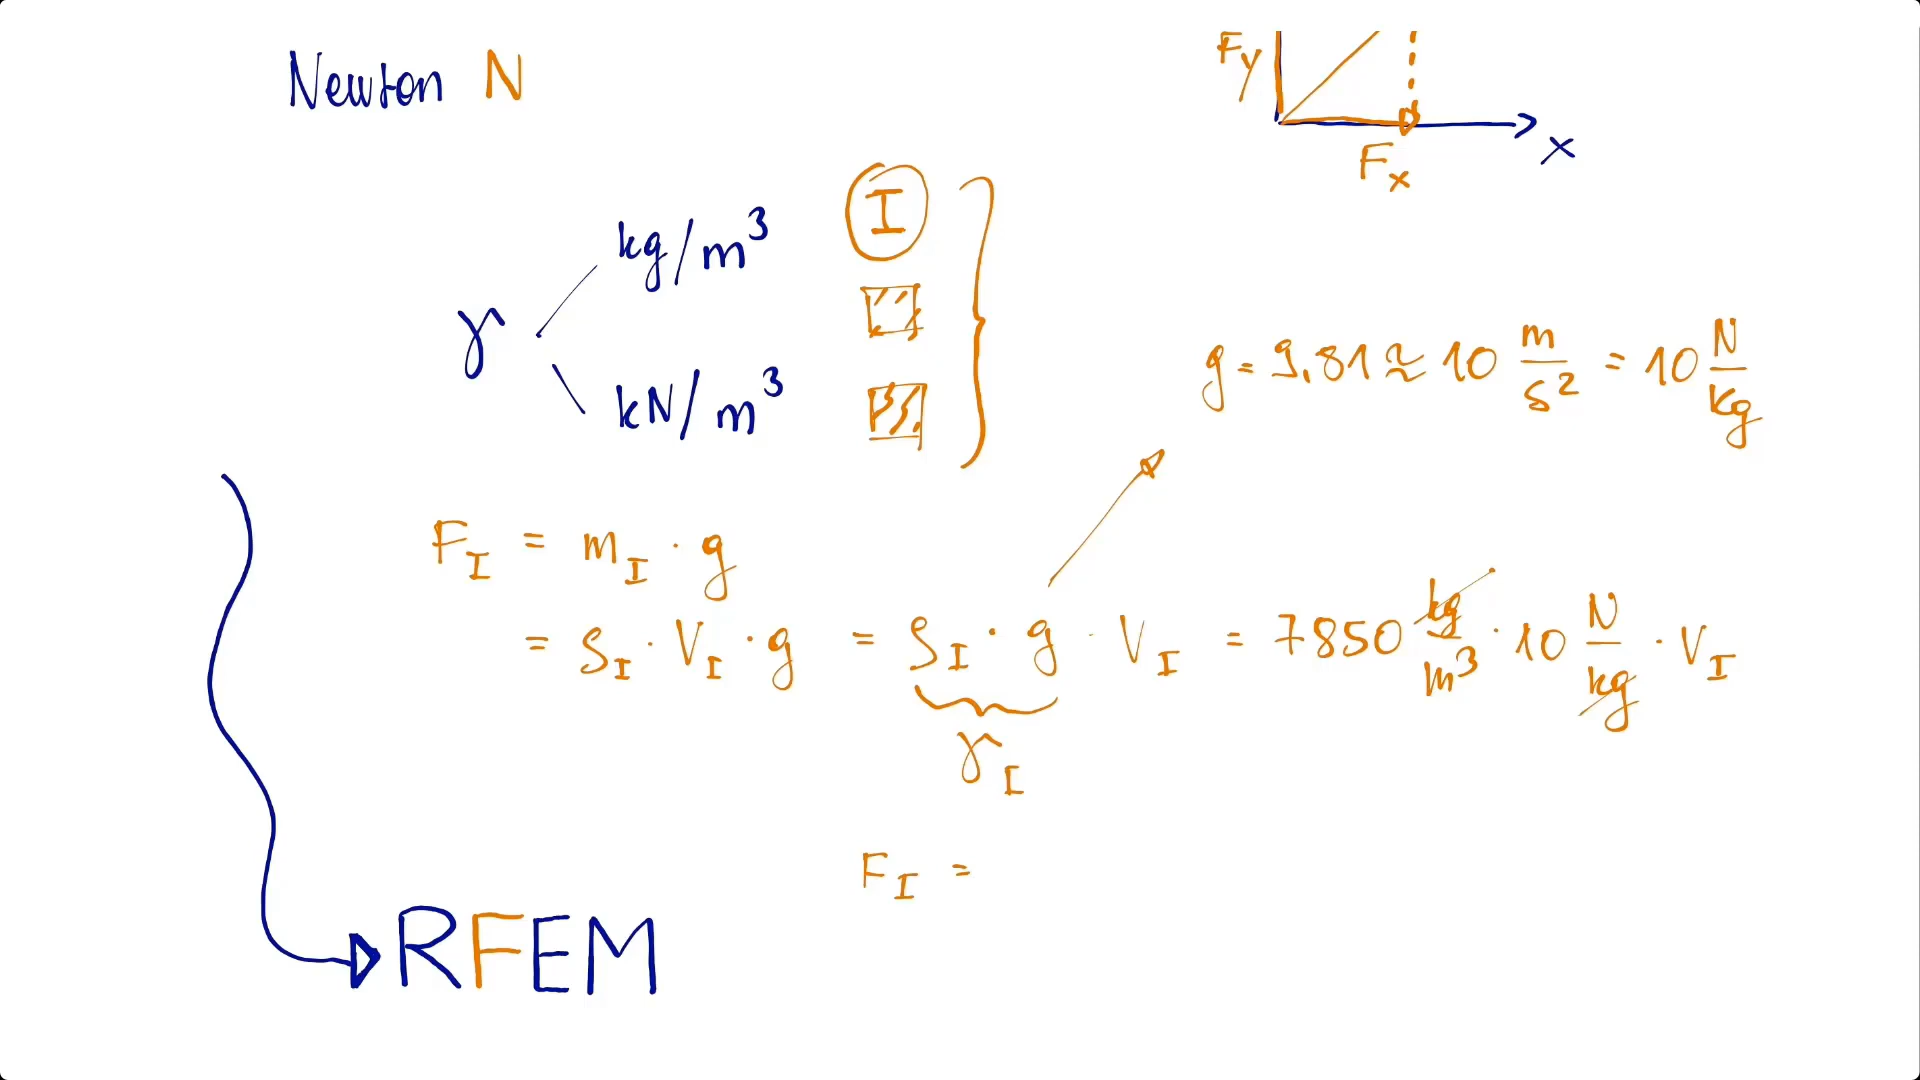 Newton N
Fy
x
Fx
kg/m³
I
γ
kN/m³
g = 9.81 ≈ 10 m/s² = 10 N/kg
F_I = m_I · g
= ρ_I · V_I · g = ρ_I · g · V_I = 7850 kg/m³ · 10 N/kg · V_I
γ_I
F_I =
RFEM